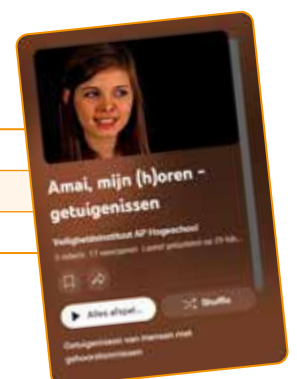 Amai, mijn (h)oren -
getuigenissen
Veiligheidsinstituut AP Hogeschool
Alles afspel...
Shuffle
Getuigenissen van mensen met
gehoorstoornissen